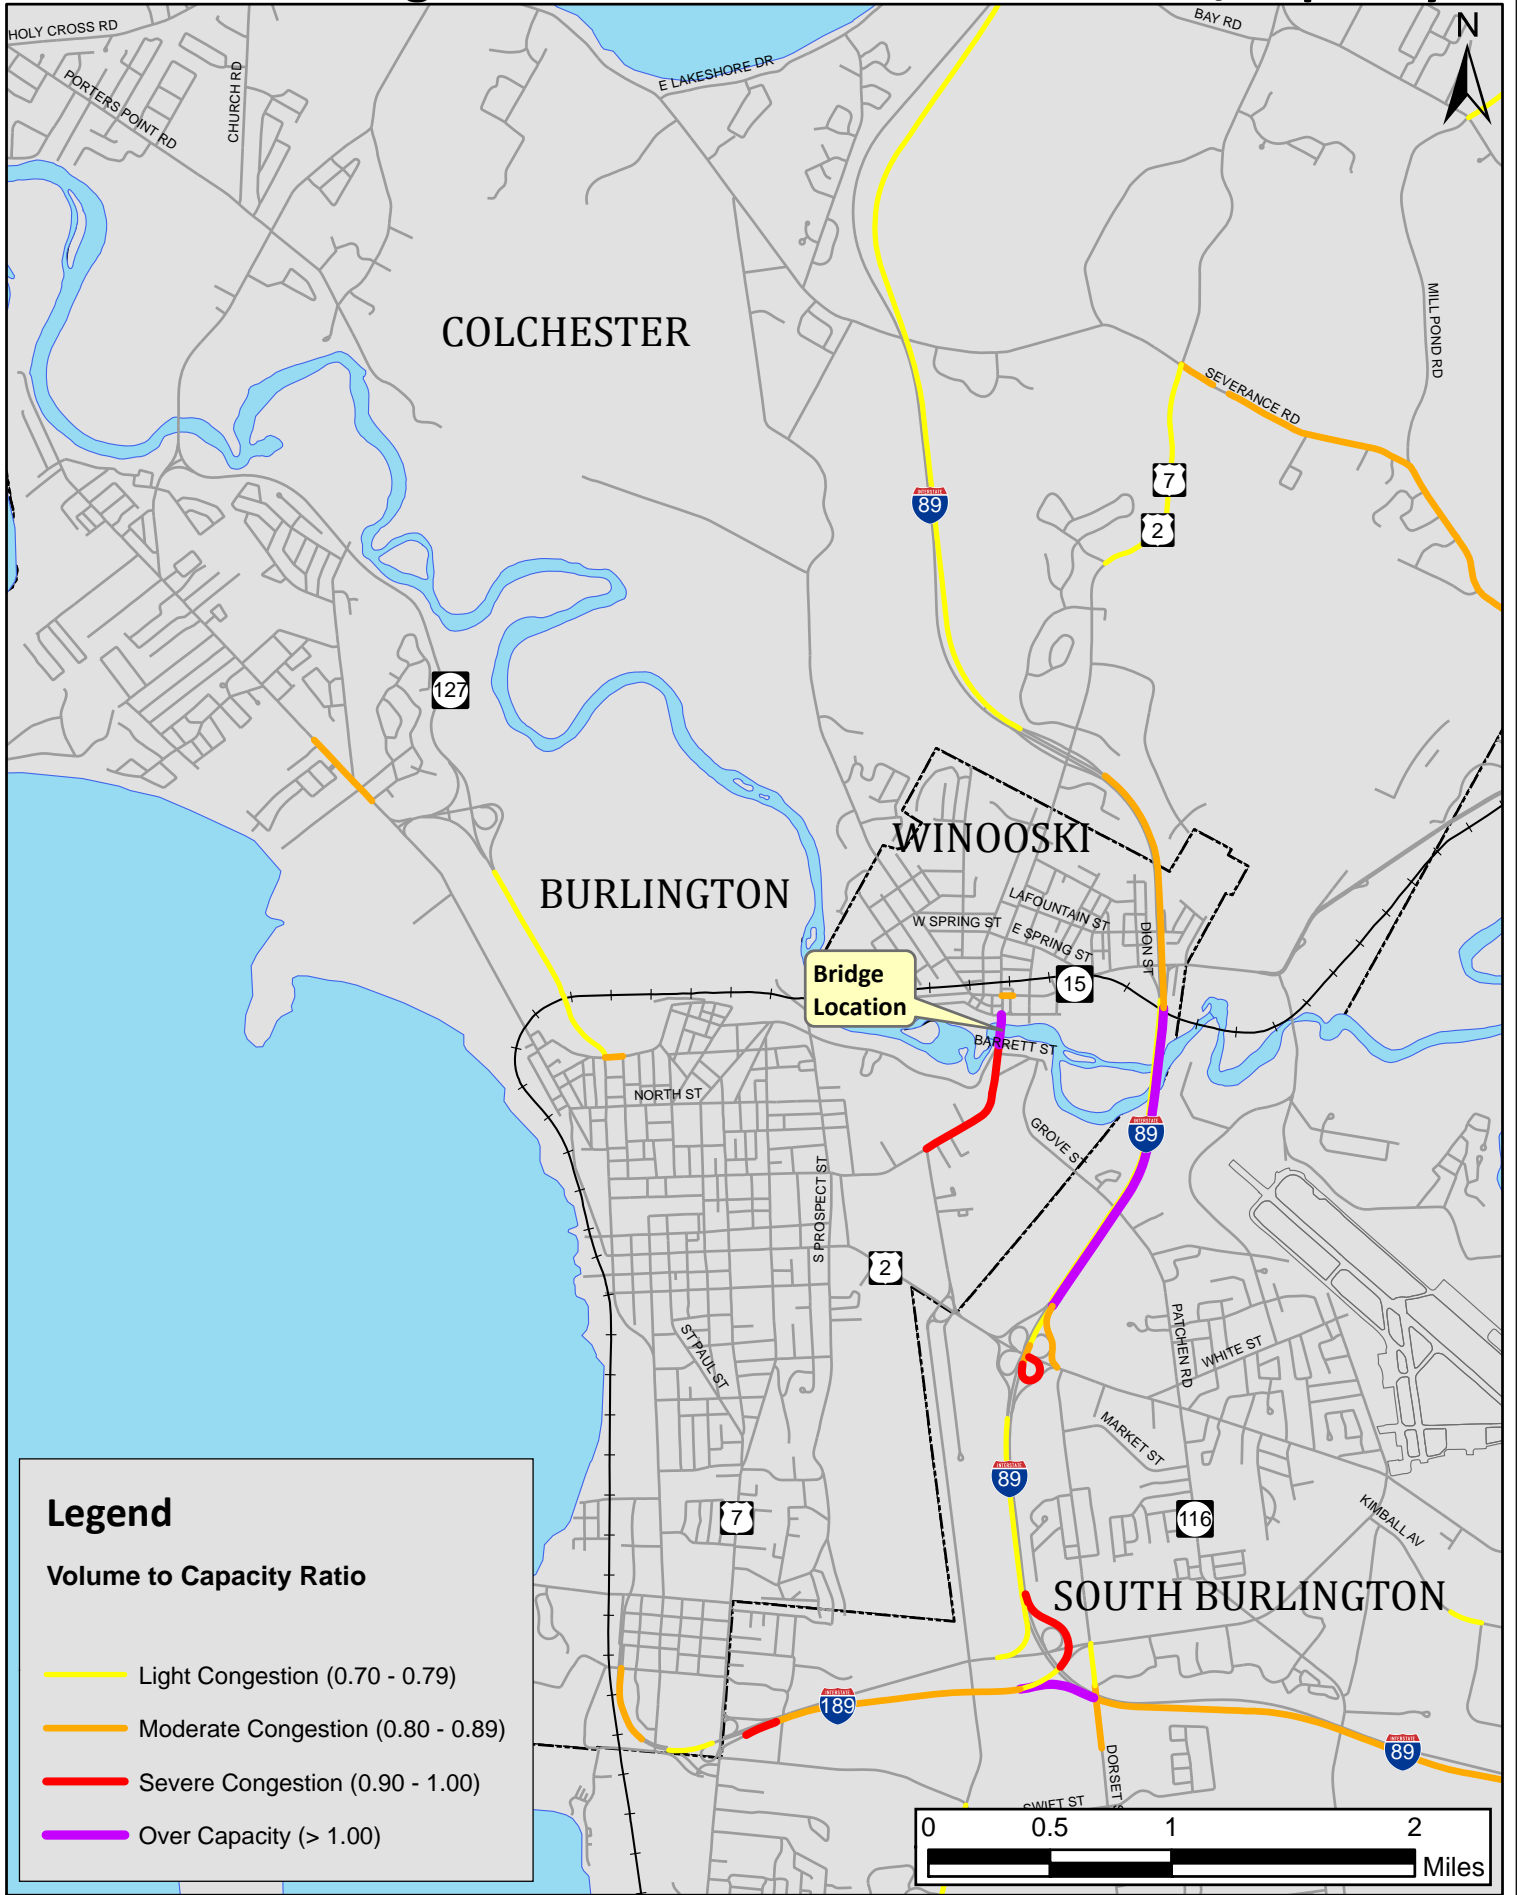 HOLY CROSS RD
BAY RD
N
E LAKESHORE DR
CHURCH RD
PORTERS POINT RD
MILL POND RD
COLCHESTER
SEVERANCE RD
7
INTERSTATE
89
2
127
WINOOSKI
BURLINGTON
LAFOUNTAIN ST
W SPRING ST
E SPRING ST
DION ST
Bridge
Location
15
BARRETT ST
NORTH ST
GROVE ST
INTERSTATE
89
S PROSPECT ST
2
ST PAUL ST
PATCHEN RD
WHITE ST
MARKET ST
INTERSTATE
89
7
116
KIMBALL AV
SOUTH BURLINGTON
INTERSTATE
189
INTERSTATE
89
DORSET
SWIFT ST
Legend
Volume to Capacity Ratio
Light Congestion (0.70 - 0.79)
Moderate Congestion (0.80 - 0.89)
Severe Congestion (0.90 - 1.00)
Over Capacity (> 1.00)
0 0.5 1 2
Miles